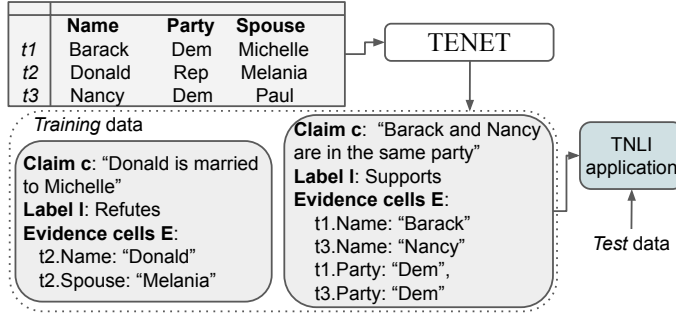 Name Party Spouse
t1 Barack Dem Michelle
t2 Donald Rep Melania
t3 Nancy Dem Paul
TENET
Training data
Claim c: “Donald is married
to Michelle”
Label l: Refutes
Evidence cells E:
t2.Name: “Donald”
t2.Spouse: “Melania”
Claim c: “Barack and Nancy
are in the same party”
Label l: Supports
Evidence cells E:
t1.Name: “Barack”
t3.Name: “Nancy”
t1.Party: “Dem”,
t3.Party: “Dem”
TNLI
application
Test data